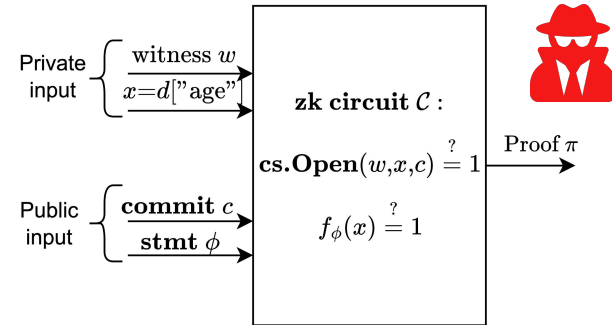 Private
input
witness w
x=d["age"]
zk circuit C :
cs.Open(w,x,c) ?= 1
f_ϕ(x) ?= 1
Public
input
commit c
stmt ϕ
Proof π